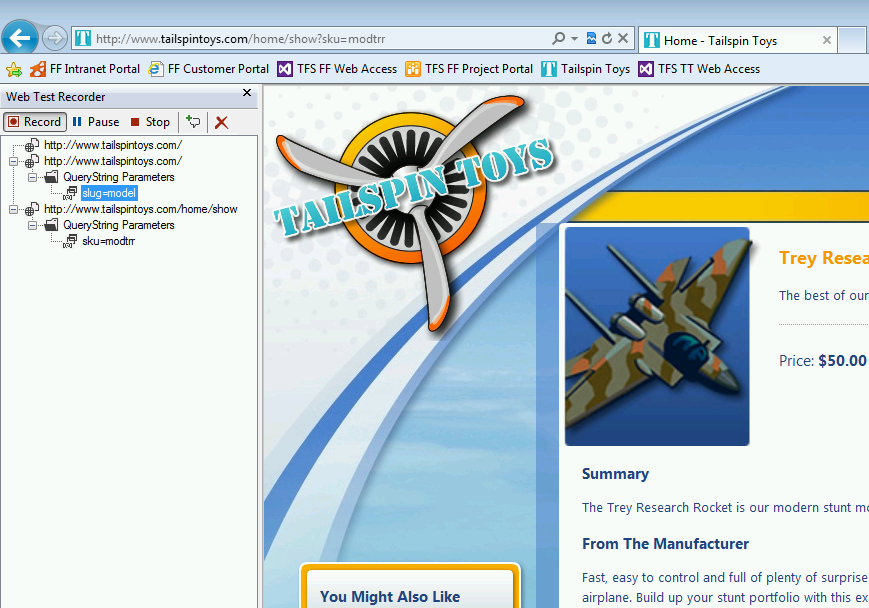 http://www.tailspintoys.com/home/show?sku=modtrr
Home - Tailspin Toys
FF Intranet Portal
FF Customer Portal
TFS FF Web Access
TFS FF Project Portal
Tailspin Toys
TFS TT Web Access
Web Test Recorder
Record
Pause
Stop
http://www.tailspintoys.com/
http://www.tailspintoys.com/
QueryString Parameters
slug=model
http://www.tailspintoys.com/home/show
QueryString Parameters
sku=modtrr
TAILSPIN TOYS
Trey Resea
The best of our
Price: $50.00
Summary
The Trey Research Rocket is our modern stunt mo
From The Manufacturer
Fast, easy to control and full of plenty of surprise
airplane. Build up your stunt portfolio with this ex
You Might Also Like